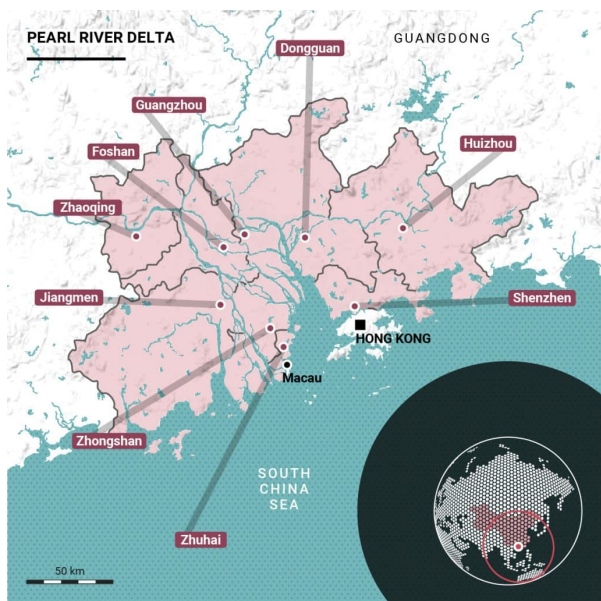 PEARL RIVER DELTA
GUANGDONG
Dongguan
Guangzhou
Foshan
Huizhou
Zhaoqing
Jiangmen
Shenzhen
HONG KONG
Macau
Zhongshan
SOUTH
CHINA
SEA
Zhuhai
50 km